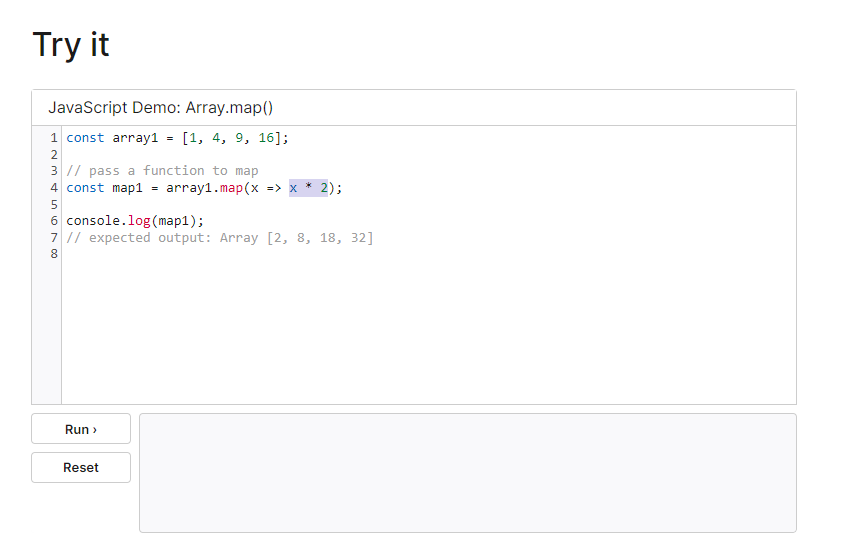 Try it
JavaScript Demo: Array.map()
1 const array1 = [1, 4, 9, 16];
2
3 // pass a function to map
4 const map1 = array1.map(x => x * 2);
5
6 console.log(map1);
7 // expected output: Array [2, 8, 18, 32]
8
Run ›
Reset